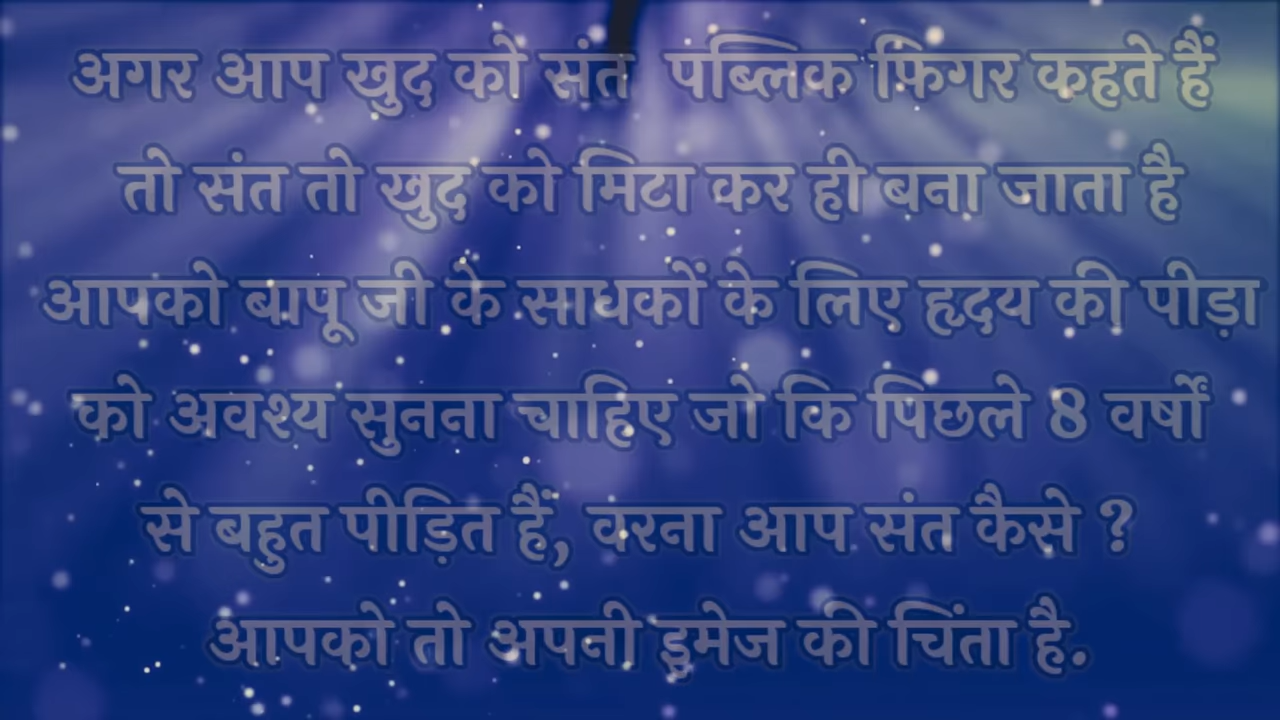 अगर आप खुद को संत पब्लिक फिगर कहते हैं
तो संत तो खुद को मिटा कर ही बना जाता है
आपको बापू जी के साधकों के लिए हृदय की पीड़ा
को अवश्य सुनना चाहिए जो कि पिछले 8 वर्षों
से बहुत पीड़ित हैं, वरना आप संत कैसे ?
आपको तो अपनी इमेज की चिंता है.